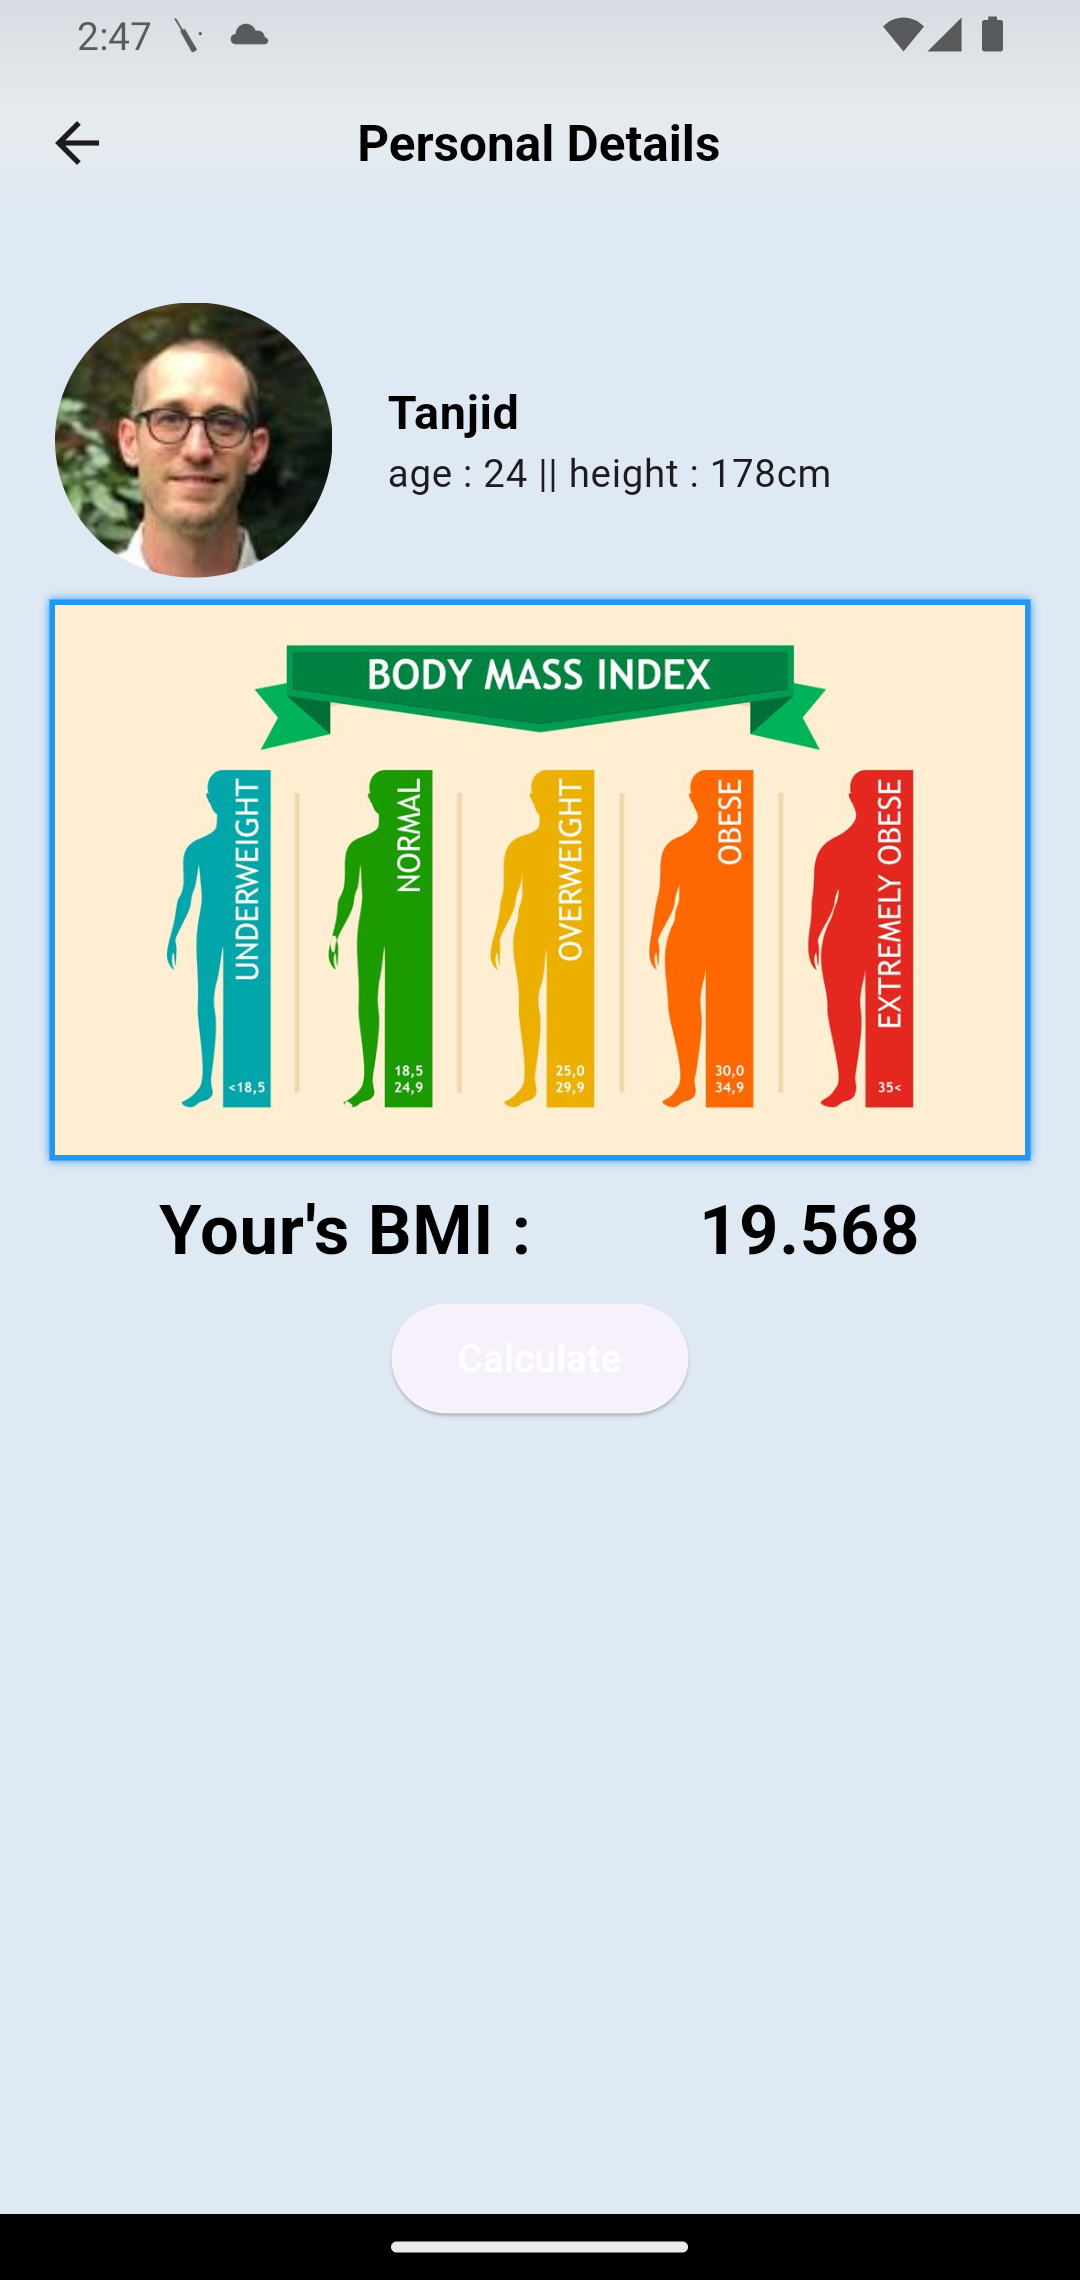 2:47
Personal Details
Tanjid
age : 24 || height : 178cm
BODY MASS INDEX
UNDERWEIGHT
<18,5
NORMAL
18,5
24,9
OVERWEIGHT
25,0
29,9
OBESE
30,0
34,9
EXTREMELY OBESE
35<
Your's BMI : 19.568
Calculate